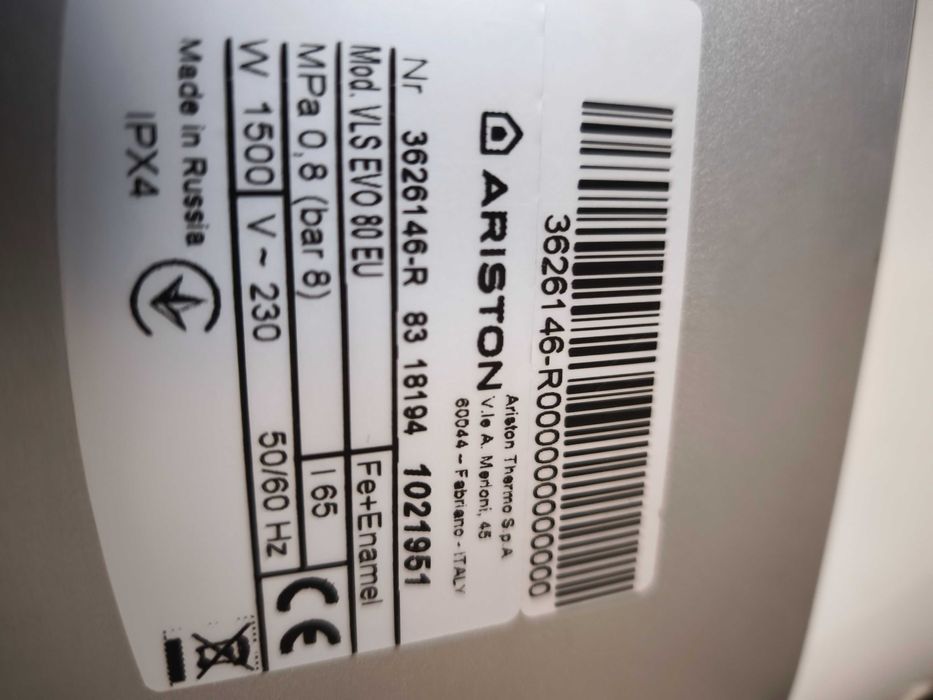 3626146-R000000000000
ARISTON
Ariston Thermo S.p.A
V.le A. Merloni, 45
60044 - Fabriano - ITALY
Nr 3626146-R 83 18194 1021951
Mod. VLS EVO 80 EU Fe+Enamel
MPa 0,8 (bar 8) l 65
W 1500 V~ 230 50/60 Hz
CE
Made in Russia
IPX4